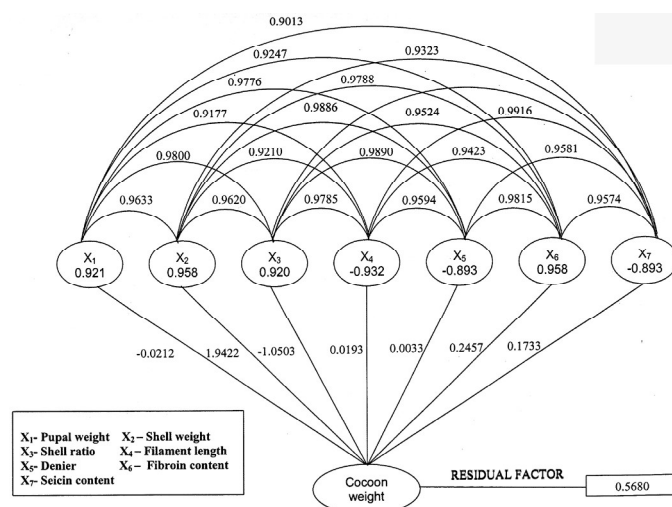 0.9013
0.9247 0.9323
0.9776 0.9788
0.9177 0.9886 0.9524 0.9916
0.9800 0.9210 0.9890 0.9423 0.9581
0.9633 0.9620 0.9785 0.9594 0.9815 0.9574
X1 X2 X3 X4 X5 X6 X7
0.921 0.958 0.920 -0.932 -0.893 0.958 -0.893
-0.0212 1.9422 -1.0503 0.0193 0.0033 0.2457 0.1733
X1- Pupal weight X2 – Shell weight
X3- Shell ratio X4 – Filament length
X5- Denier X6 – Fibroin content
X7- Seicin content
Cocoon
weight
RESIDUAL FACTOR
0.5680